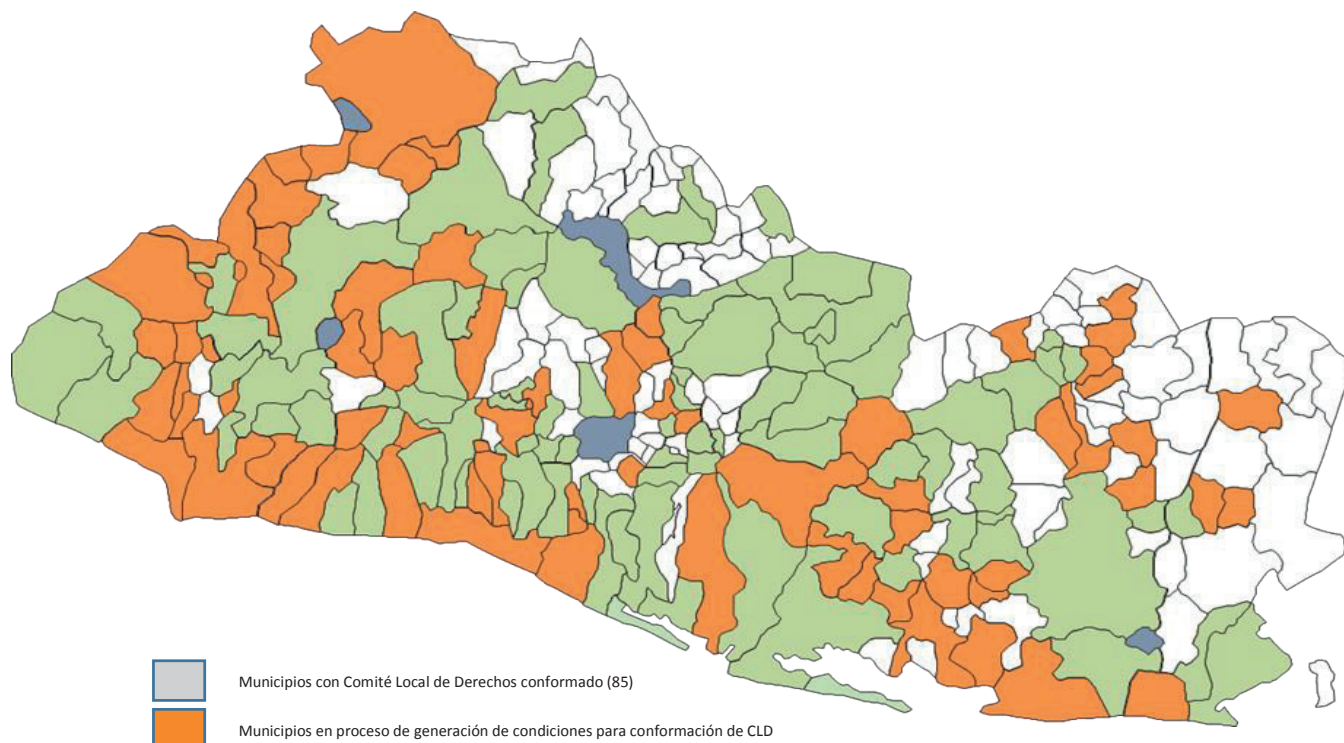 Municipios con Comité Local de Derechos conformado (85)
Municipios en proceso de generación de condiciones para conformación de CLD